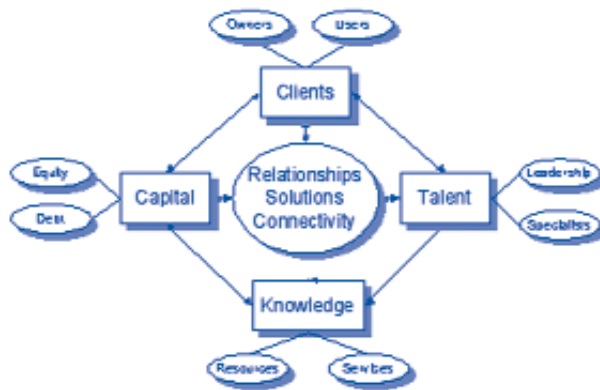 Owners
Users
Clients
Equity
Debt
Capital
Relationships
Solutions
Connectivity
Talent
Leadership
Specialists
Knowledge
Resources
Services